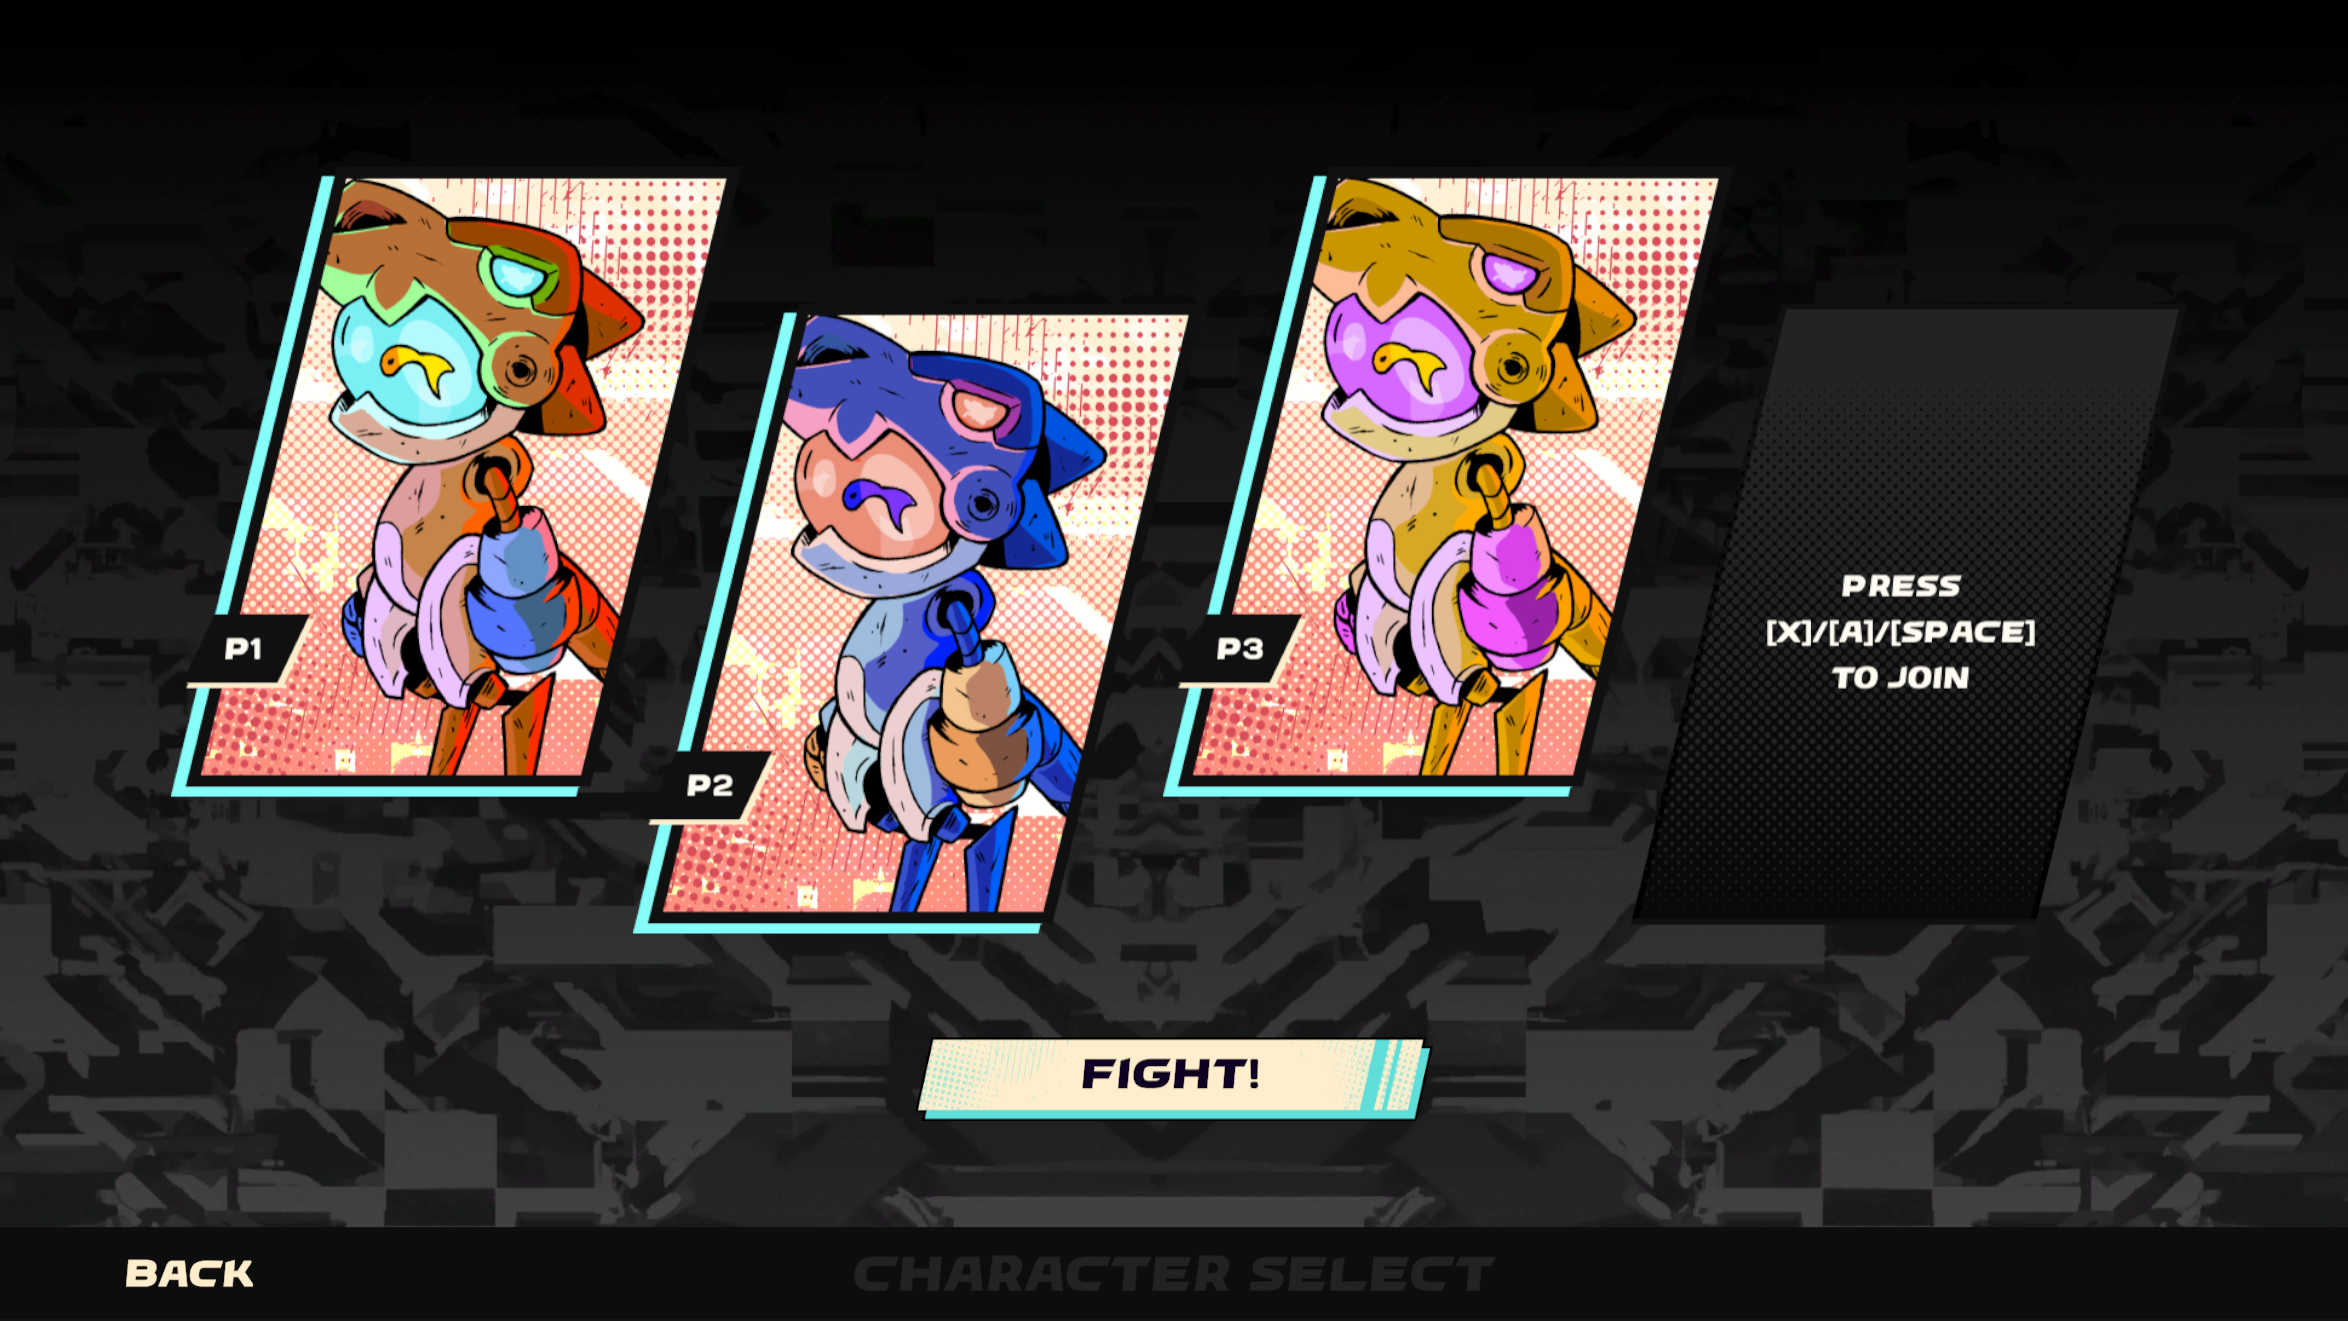 P1
P2
P3
PRESS
[X]/[A]/[SPACE]
TO JOIN
FIGHT!
BACK
CHARACTER SELECT